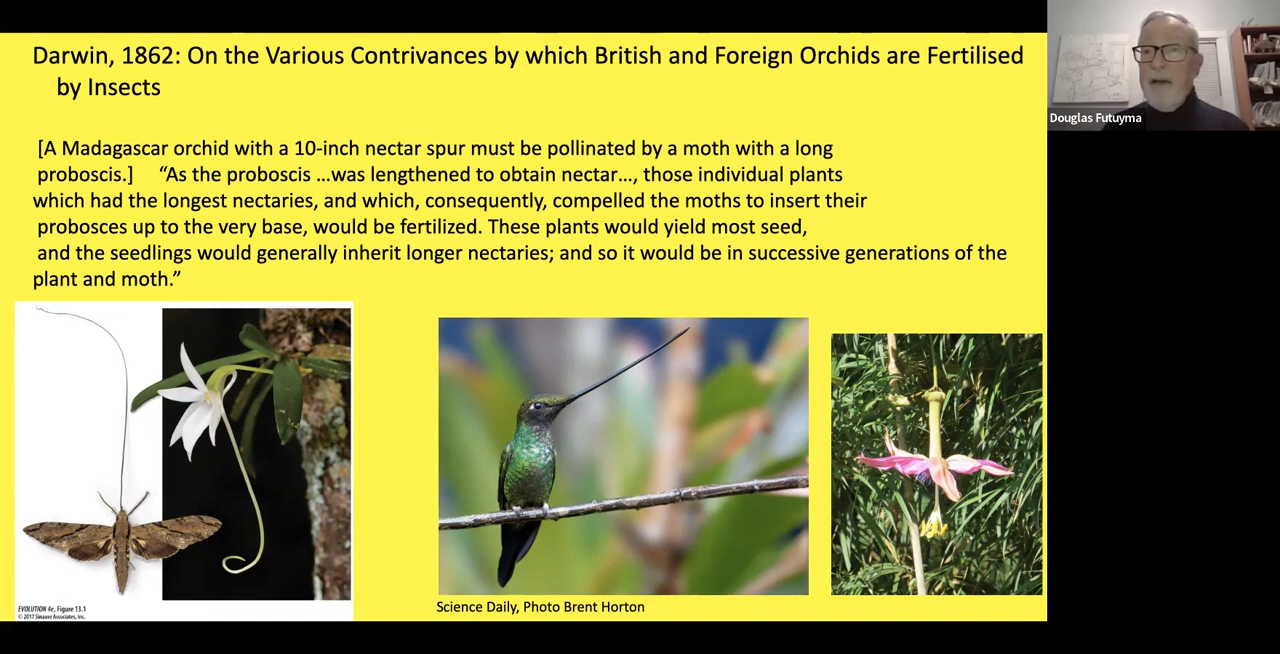 Darwin, 1862: On the Various Contrivances by which British and Foreign Orchids are Fertilised
by Insects
[A Madagascar orchid with a 10-inch nectar spur must be pollinated by a moth with a long
proboscis.] “As the proboscis …was lengthened to obtain nectar…, those individual plants
which had the longest nectaries, and which, consequently, compelled the moths to insert their
probosces up to the very base, would be fertilized. These plants would yield most seed,
and the seedlings would generally inherit longer nectaries; and so it would be in successive generations of the
plant and moth.”
Douglas Futuyma
EVOLUTION 4e, Figure 13.1
© 2017 Sinauer Associates, Inc.
Science Daily, Photo Brent Horton